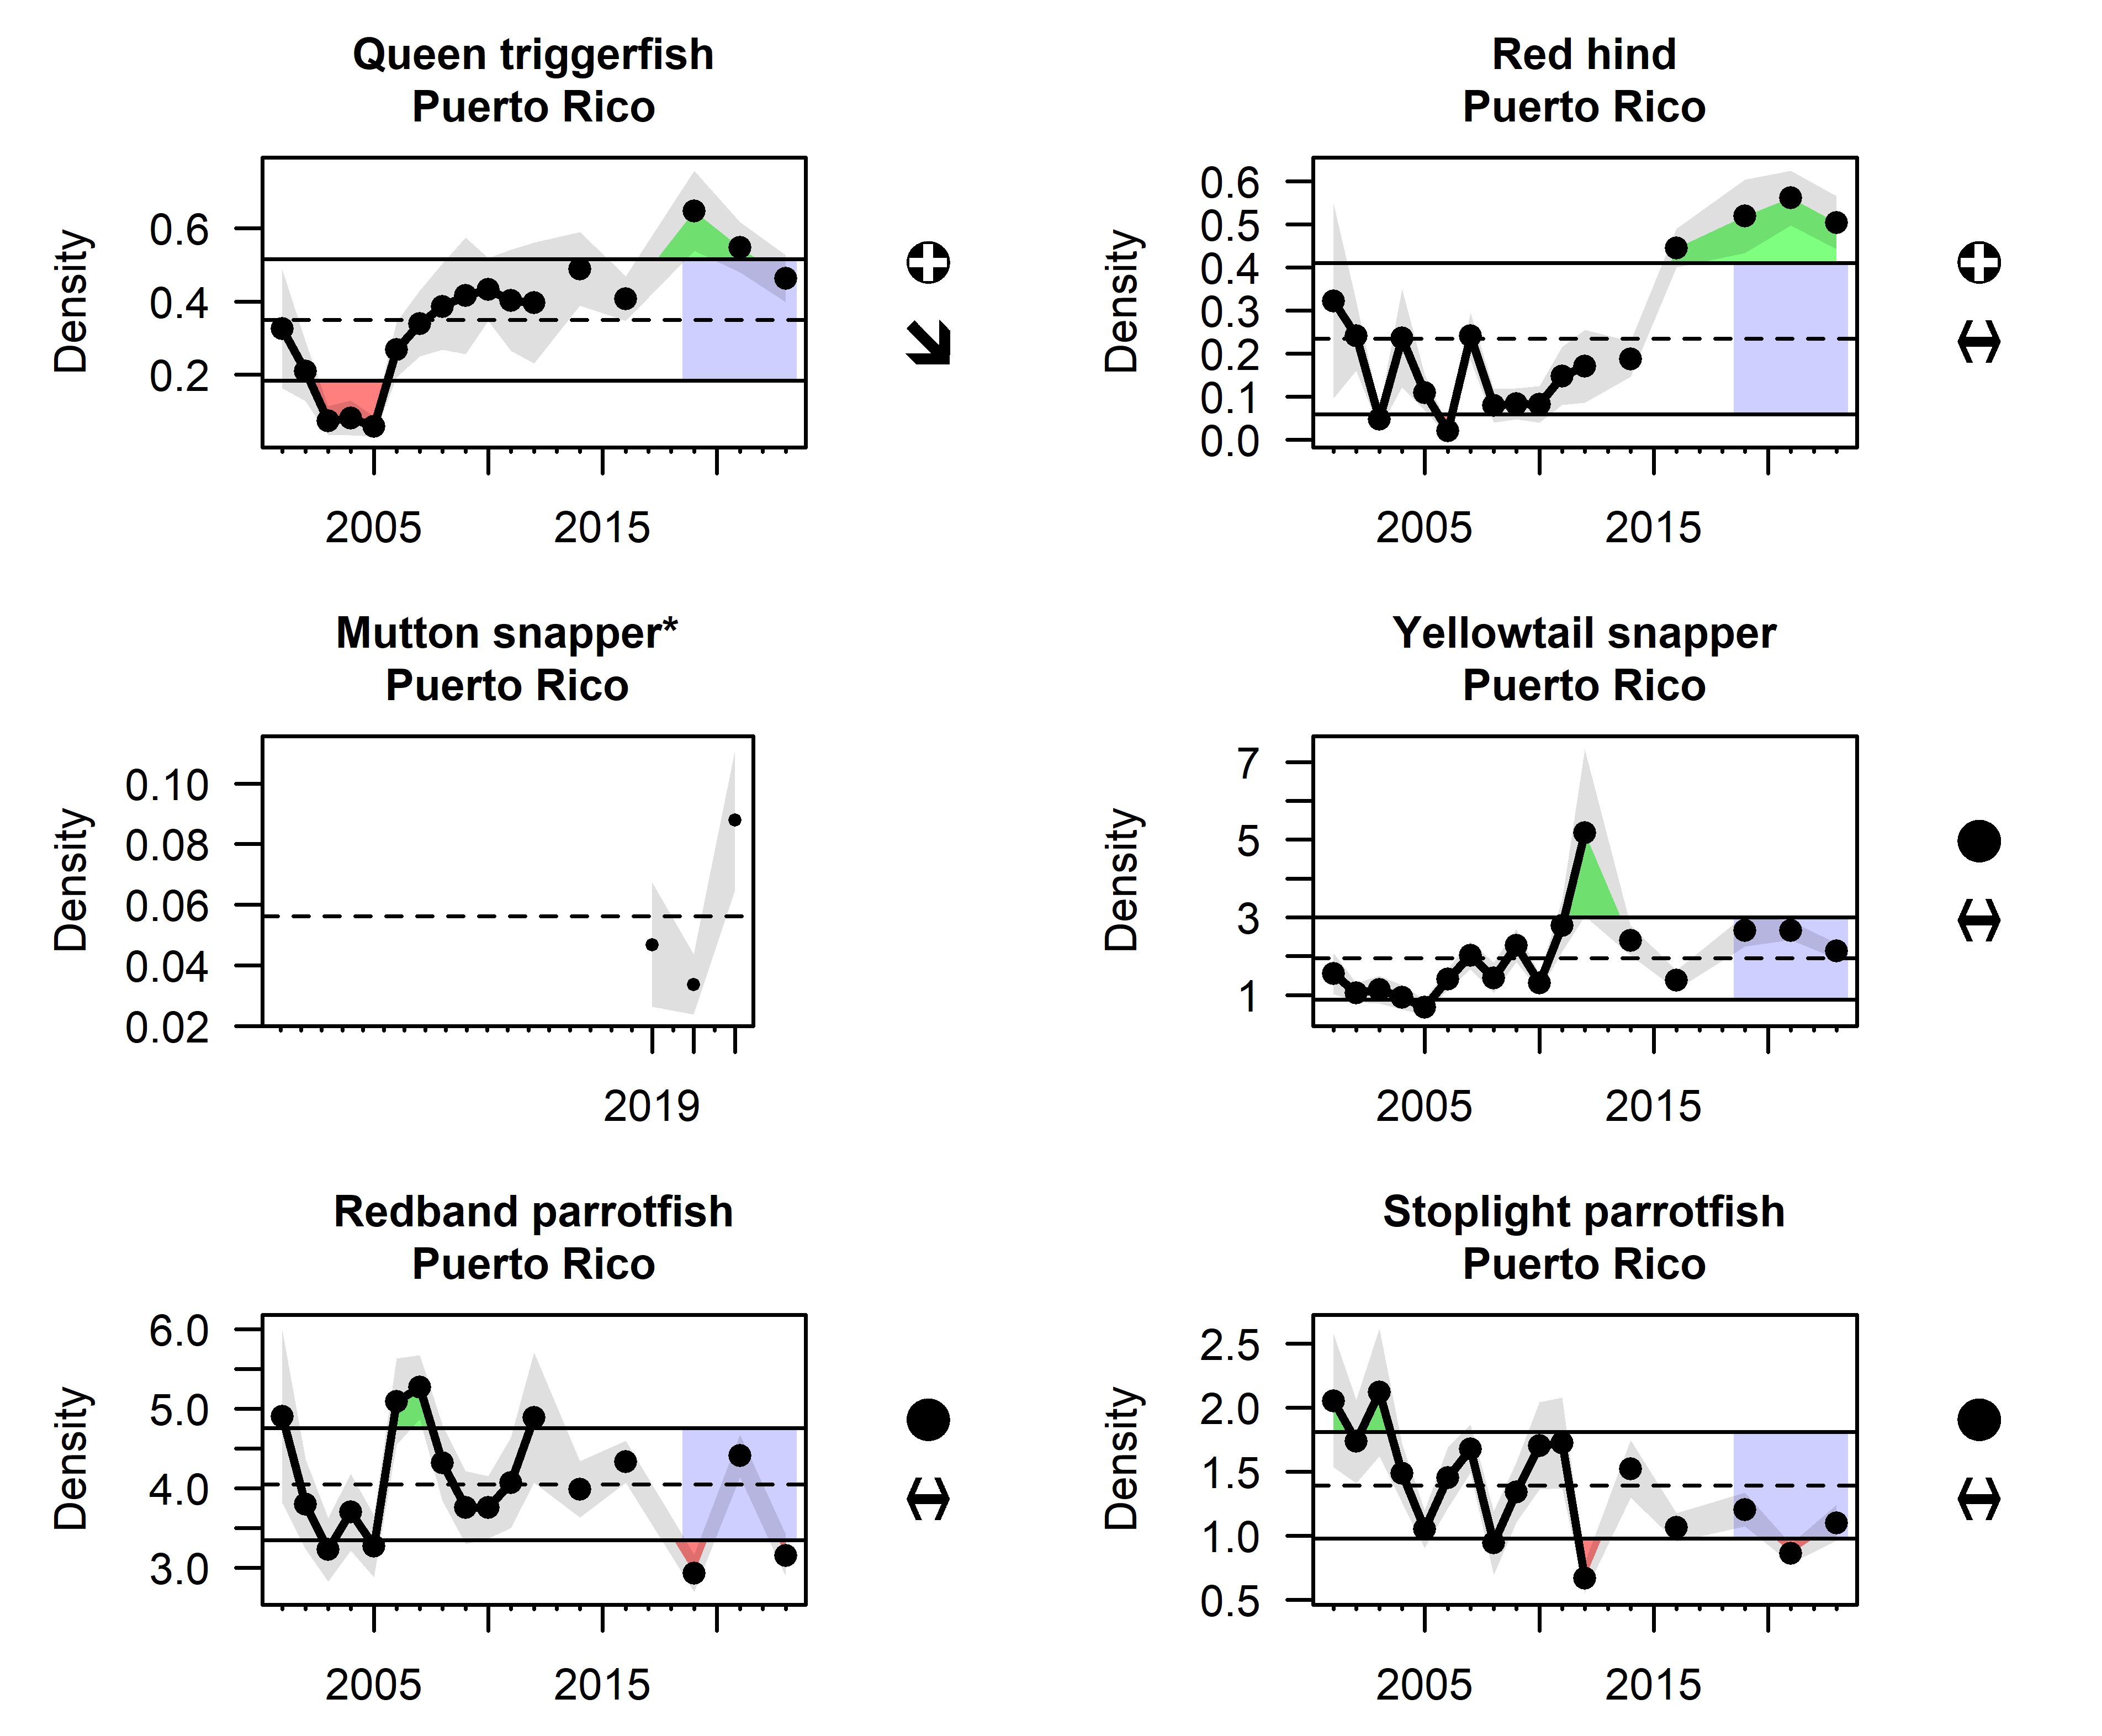 Queen triggerfish
Puerto Rico
Density
0.6
0.4
0.2
2005
2015
Red hind
Puerto Rico
Density
0.6
0.5
0.4
0.3
0.2
0.1
0.0
2005
2015
Mutton snapper*
Puerto Rico
Density
0.10
0.08
0.06
0.04
0.02
2019
Yellowtail snapper
Puerto Rico
Density
7
5
3
1
2005
2015
Redband parrotfish
Puerto Rico
Density
6.0
5.0
4.0
3.0
2005
2015
Stoplight parrotfish
Puerto Rico
Density
2.5
2.0
1.5
1.0
0.5
2005
2015